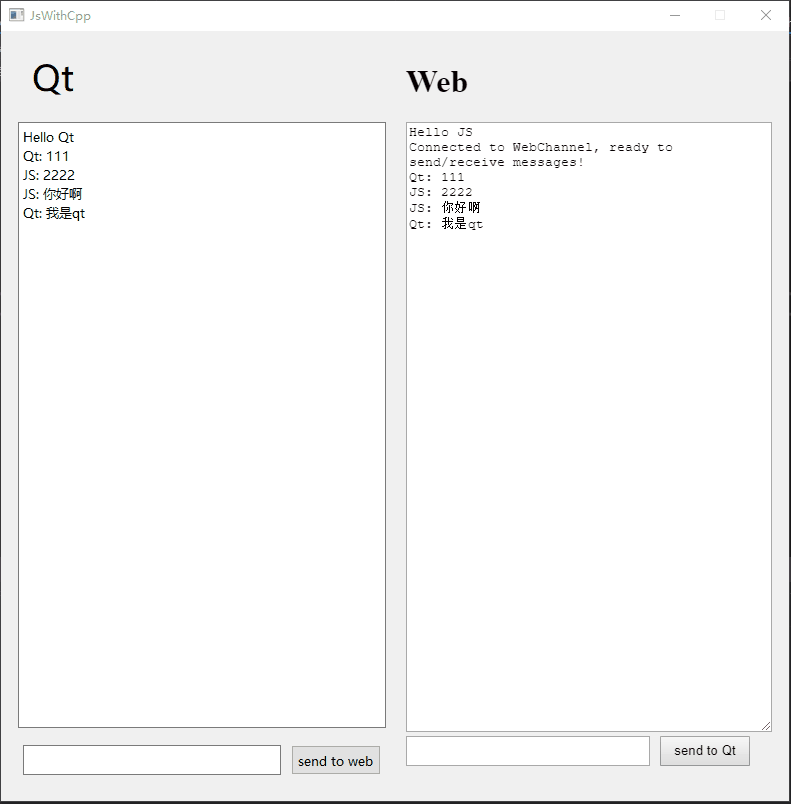 JsWithCpp
Qt
Hello Qt
Qt: 111
JS: 2222
JS: 你好啊
Qt: 我是qt
send to web
Web
Hello JS
Connected to WebChannel, ready to
send/receive messages!
Qt: 111
JS: 2222
JS: 你好啊
Qt: 我是qt
send to Qt